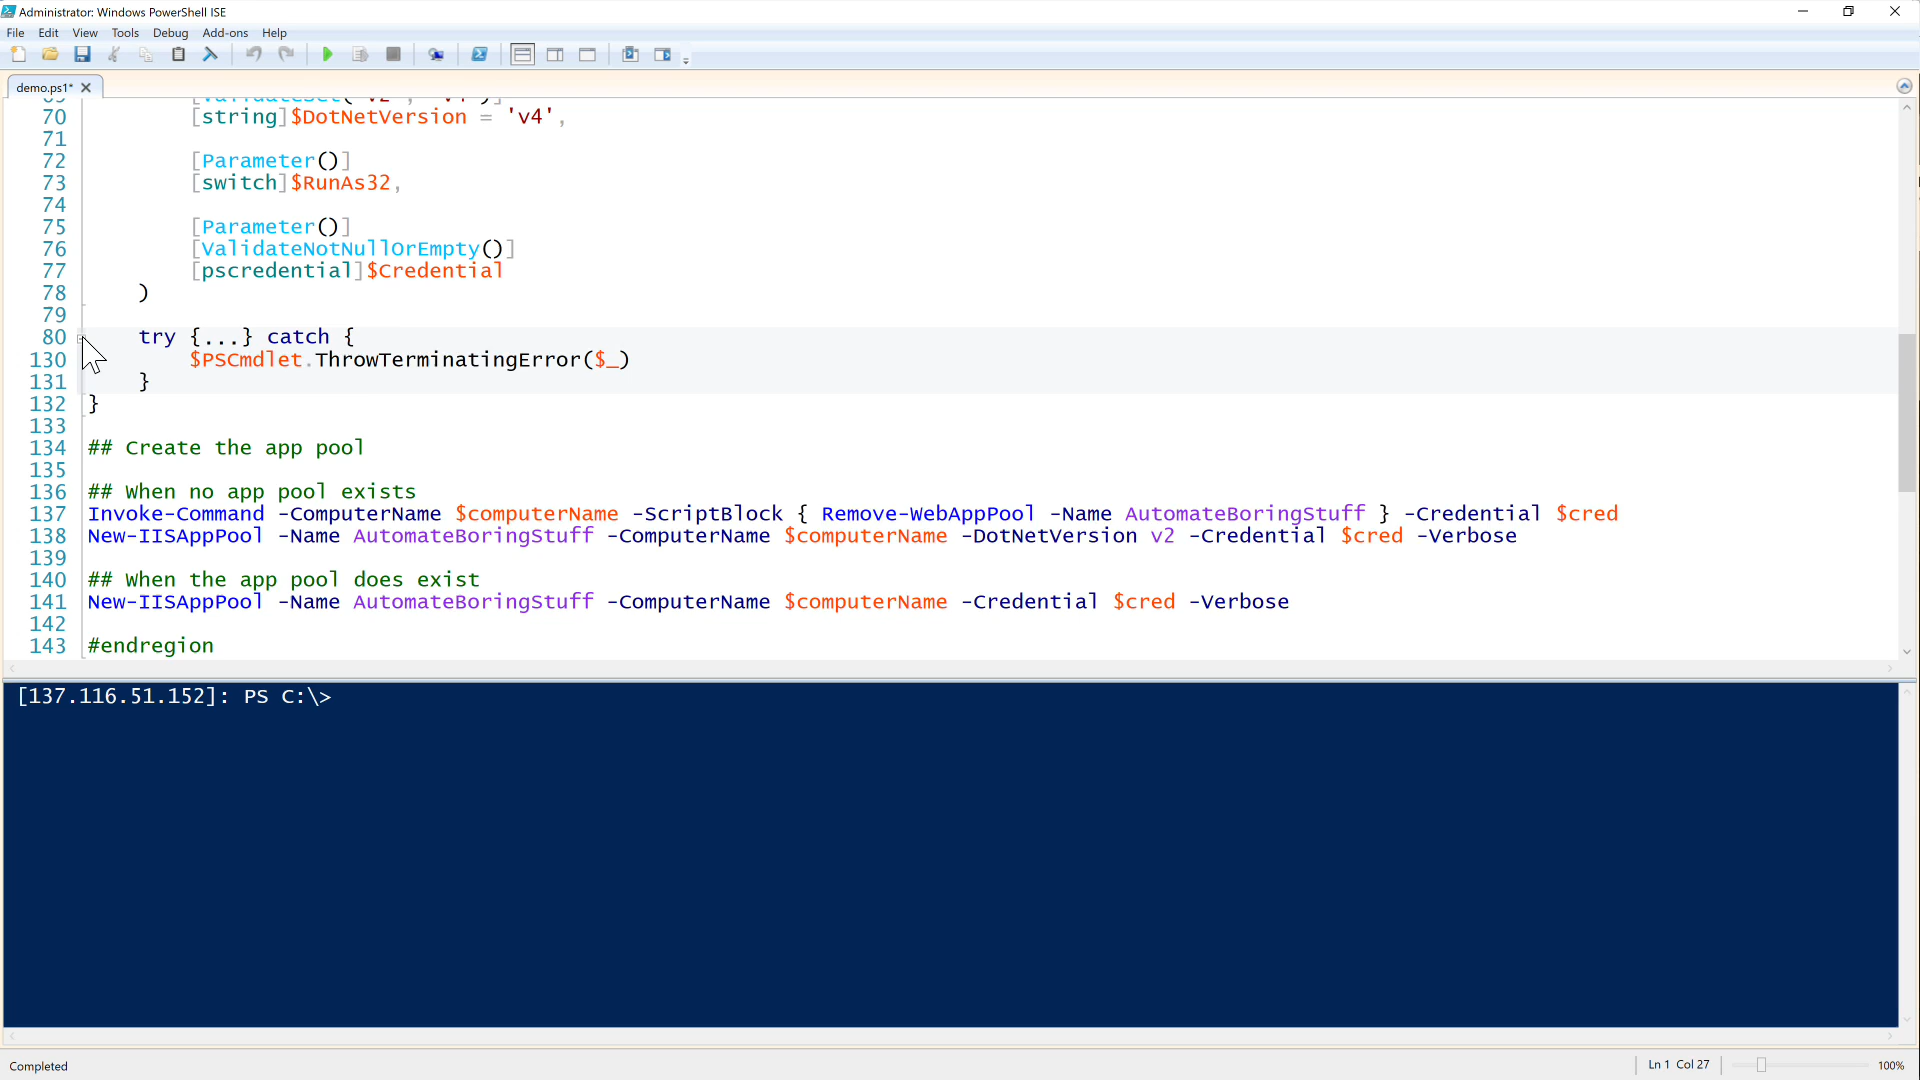 Administrator: Windows PowerShell ISE
File Edit View Tools Debug Add-ons Help
demo.ps1* 
70 [string]$DotNetVersion = 'v4',
71
72 [Parameter()]
73 [switch]$RunAs32,
74
75 [Parameter()]
76 [ValidateNotNullOrEmpty()]
77 [pscredential]$Credential
78 )
79
80 try {...} catch {
130 $PSCmdlet.ThrowTerminatingError($_)
131 }
132 }
133
134 ## Create the app pool
135
136 ## When no app pool exists
137 Invoke-Command -ComputerName $computerName -ScriptBlock { Remove-WebAppPool -Name AutomateBoringStuff } -Credential $cred
138 New-IISAppPool -Name AutomateBoringStuff -ComputerName $computerName -DotNetVersion v2 -Credential $cred -Verbose
139
140 ## When the app pool does exist
141 New-IISAppPool -Name AutomateBoringStuff -ComputerName $computerName -Credential $cred -Verbose
142
143 #endregion
[137.116.51.152]: PS C:\>
Completed Ln 1 Col 27 100%